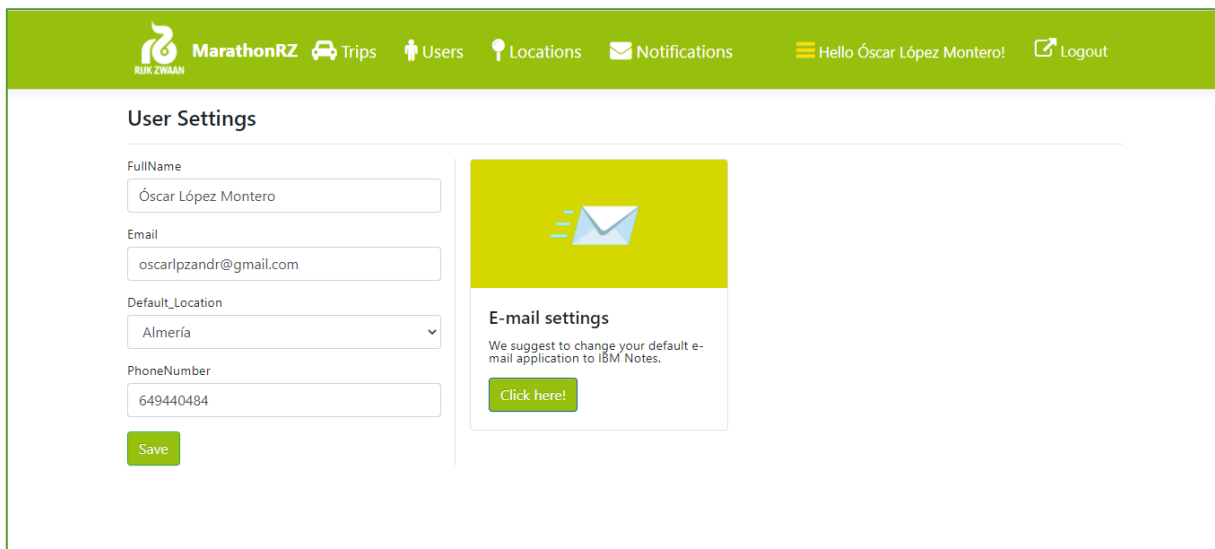 RIJK ZWAAN
MarathonRZ Trips Users Locations Notifications Hello Óscar López Montero! Logout
User Settings
FullName
Óscar López Montero
Email
oscarlpzandr@gmail.com
Default_Location
Almería
PhoneNumber
649440484
Save
E-mail settings
We suggest to change your default e-
mail application to IBM Notes.
Click here!